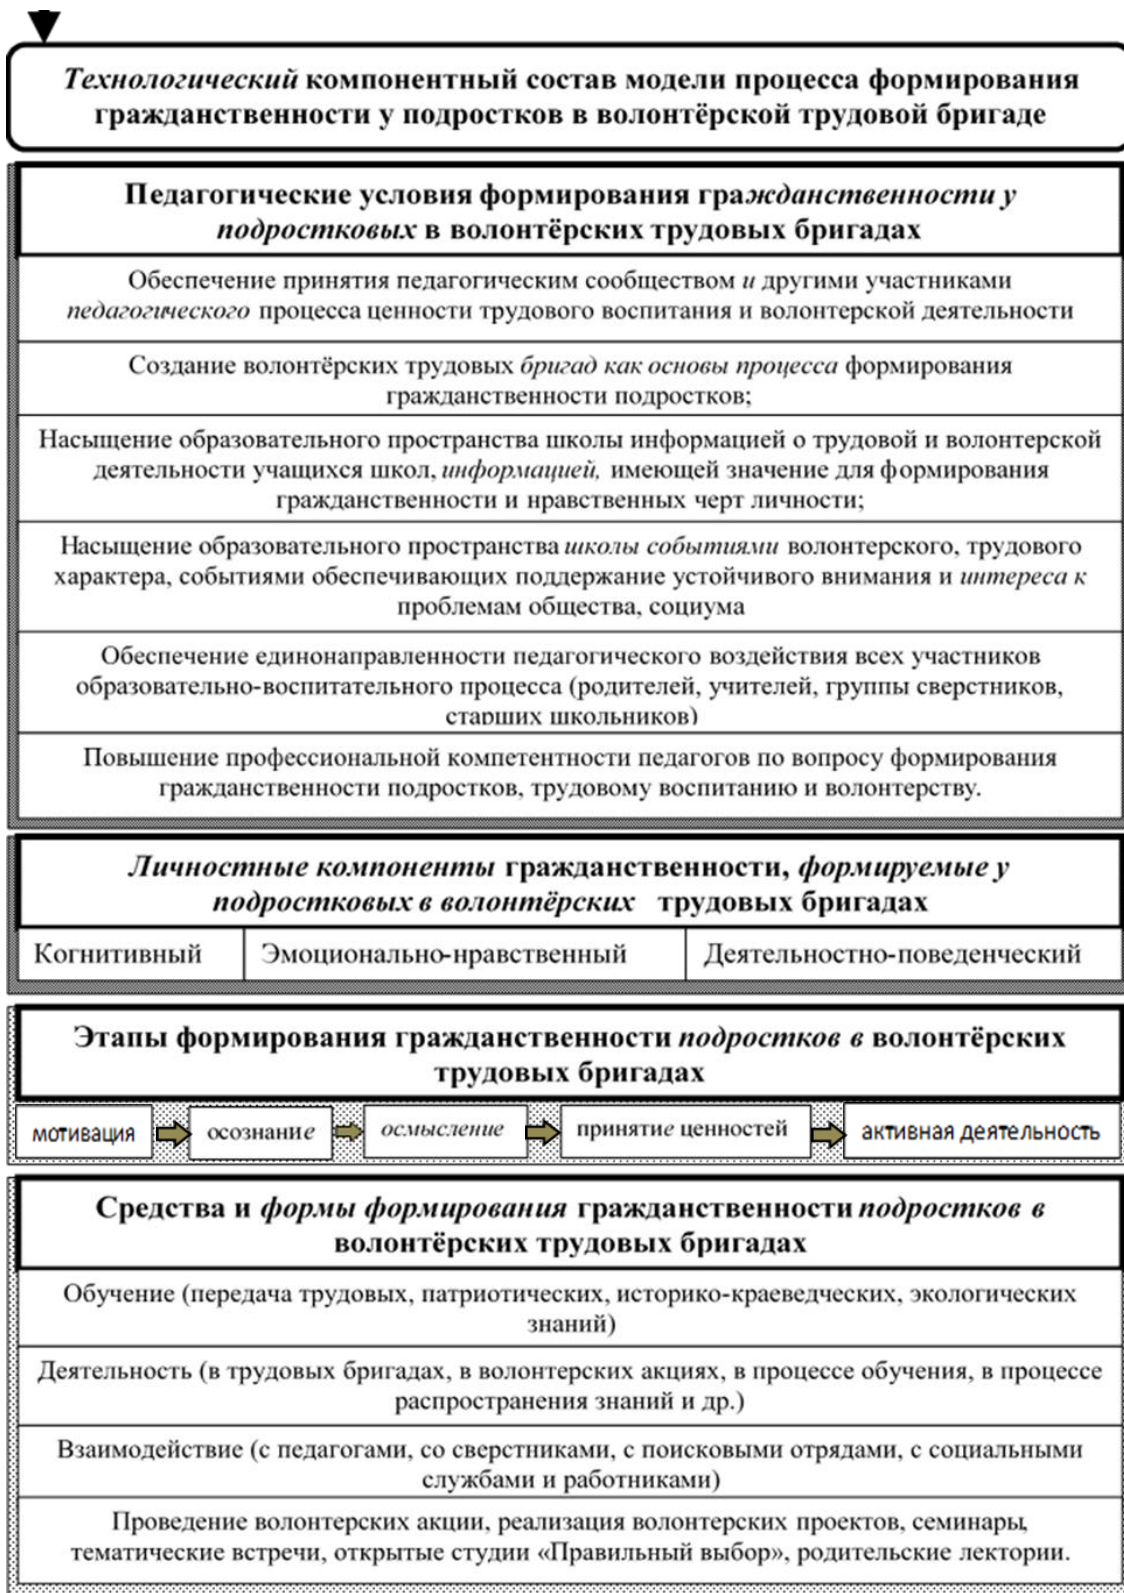 Технологический компонентный состав модели процесса формирования
гражданственности у подростков в волонтёрской трудовой бригаде
Педагогические условия формирования гражданственности у
подростковых в волонтёрских трудовых бригадах
Обеспечение принятия педагогическим сообществом и другими участниками
педагогического процесса ценности трудового воспитания и волонтерской деятельности
Создание волонтёрских трудовых бригад как основы процесса формирования
гражданственности подростков;
Насыщение образовательного пространства школы информацией о трудовой и волонтерской
деятельности учащихся школ, информацией, имеющей значение для формирования
гражданственности и нравственных черт личности;
Насыщение образовательного пространства школы событиями волонтерского, трудового
характера, событиями обеспечивающих поддержание устойчивого внимания и интереса к
проблемам общества, социума
Обеспечение единонаправленности педагогического воздействия всех участников
образовательно-воспитательного процесса (родителей, учителей, группы сверстников,
старших школьников)
Повышение профессиональной компетентности педагогов по вопросу формирования
гражданственности подростков, трудовому воспитанию и волонтерству.
Личностные компоненты гражданственности, формируемые у
подростковых в волонтёрских трудовых бригадах
Когнитивный Эмоционально-нравственный Деятельностно-поведенческий
Этапы формирования гражданственности подростков в волонтёрских
трудовых бригадах
мотивация осознание осмысление принятие ценностей активная деятельность
Средства и формы формирования гражданственности подростков в
волонтёрских трудовых бригадах
Обучение (передача трудовых, патриотических, историко-краеведческих, экологических
знаний)
Деятельность (в трудовых бригадах, в волонтерских акциях, в процессе обучения, в процессе
распространения знаний и др.)
Взаимодействие (с педагогами, со сверстниками, с поисковыми отрядами, с социальными
службами и работниками)
Проведение волонтерских акции, реализация волонтерских проектов, семинары,
тематические встречи, открытые студии «Правильный выбор», родительские лектории.